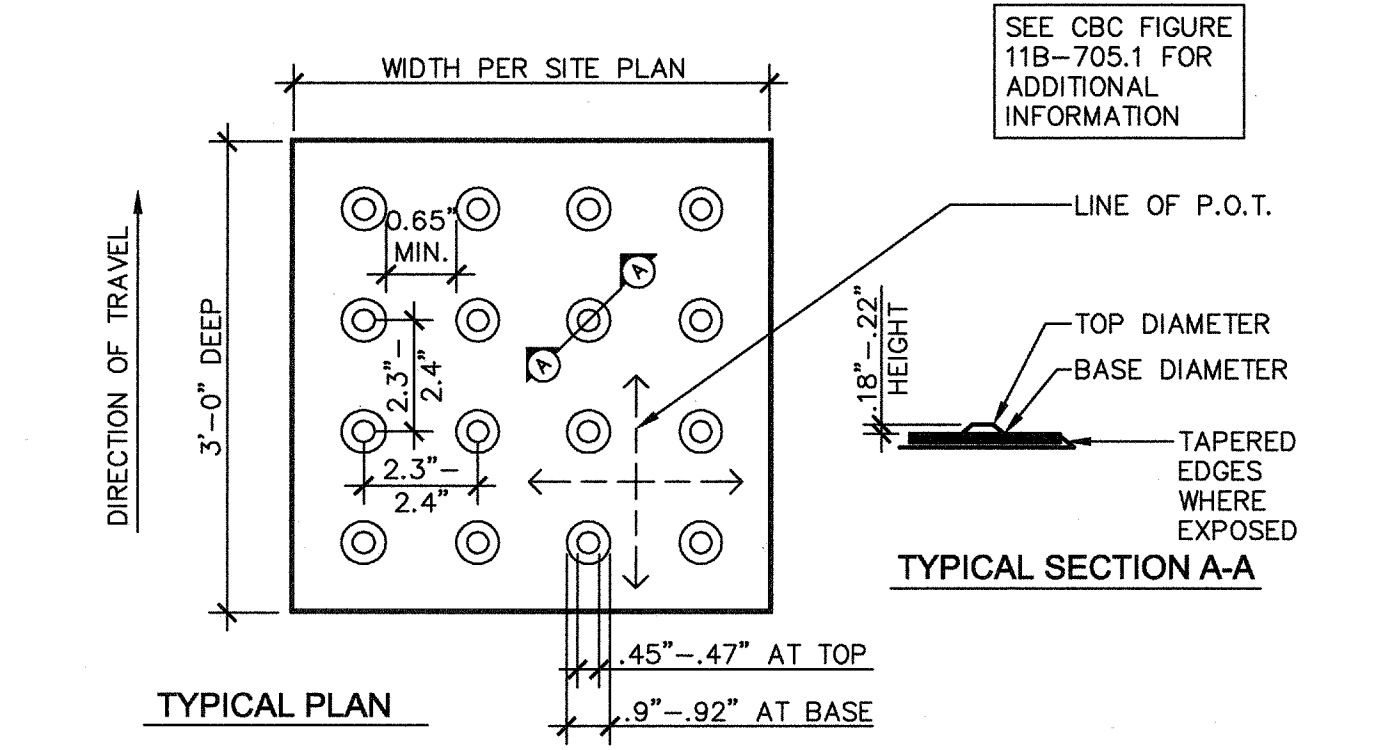 SEE CBC FIGURE
11B-705.1 FOR
ADDITIONAL
INFORMATION
WIDTH PER SITE PLAN
DIRECTION OF TRAVEL
3'-0" DEEP
0.65"
MIN.
A
A
2.3"-
2.4"
2.3"-
2.4"
LINE OF P.O.T.
.18"-.22"
HEIGHT
TOP DIAMETER
BASE DIAMETER
TAPERED
EDGES
WHERE
EXPOSED
TYPICAL SECTION A-A
.45"-.47" AT TOP
.9"-.92" AT BASE
TYPICAL PLAN